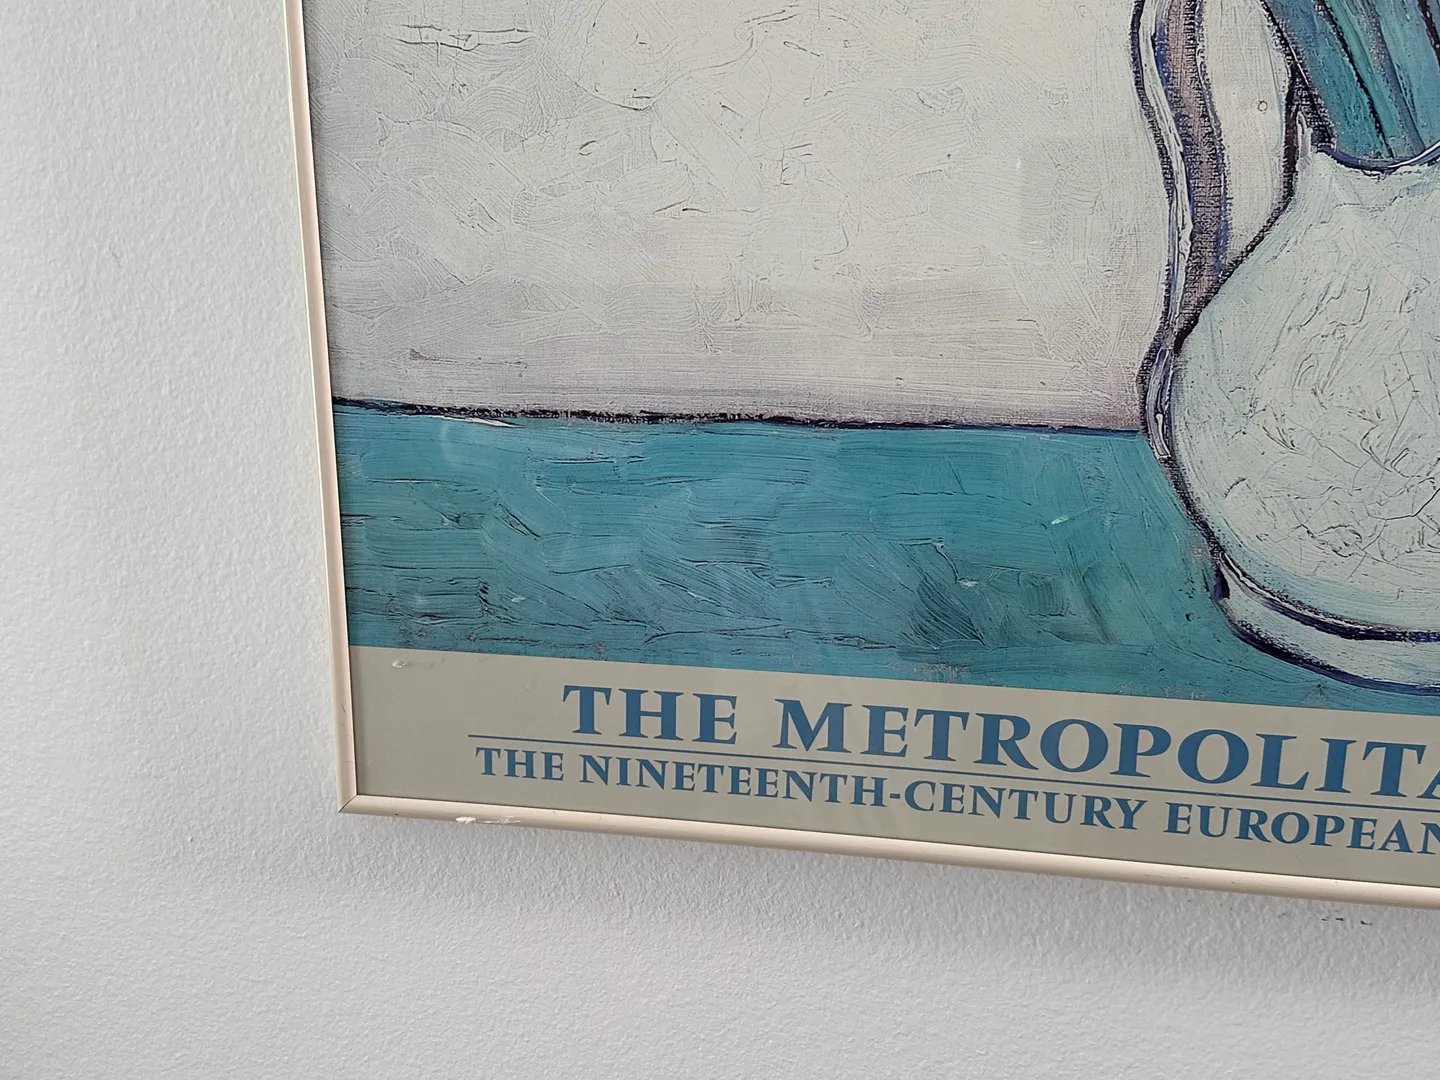 THE METROPOLITA
THE NINETEENTH-CENTURY EUROPEAN